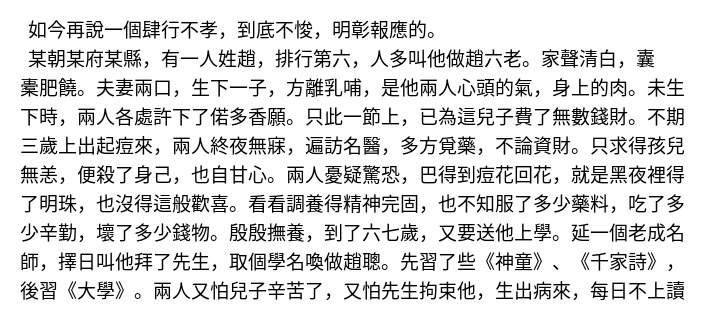 如今再說一個肆行不孝，到底不悛，明彰報應的。
某朝某府某縣，有一人姓趙，排行第六，人多叫他做趙六老。家聲清白，囊
橐肥饒。夫妻兩口，生下一子，方離乳哺，是他兩人心頭的氣，身上的肉。未生
下時，兩人各處許下了偌多香願。只此一節上，已為這兒子費了無數錢財。不期
三歲上出起痘來，兩人終夜無寐，遍訪名醫，多方覓藥，不論資財。只求得孩兒
無恙，便殺了身己，也自甘心。兩人憂疑驚恐，巴得到痘花回花，就是黑夜裡得
了明珠，也沒得這般歡喜。看看調養得精神完固，也不知服了多少藥料，吃了多
少辛勤，壞了多少錢物。殷殷撫養，到了六七歲，又要送他上學。延一個老成名
師，擇日叫他拜了先生，取個學名喚做趙聰。先習了些《神童》、《千家詩》，
後習《大學》。兩人又怕兒子辛苦了，又怕先生拘束他，生出病來，每日不上讀